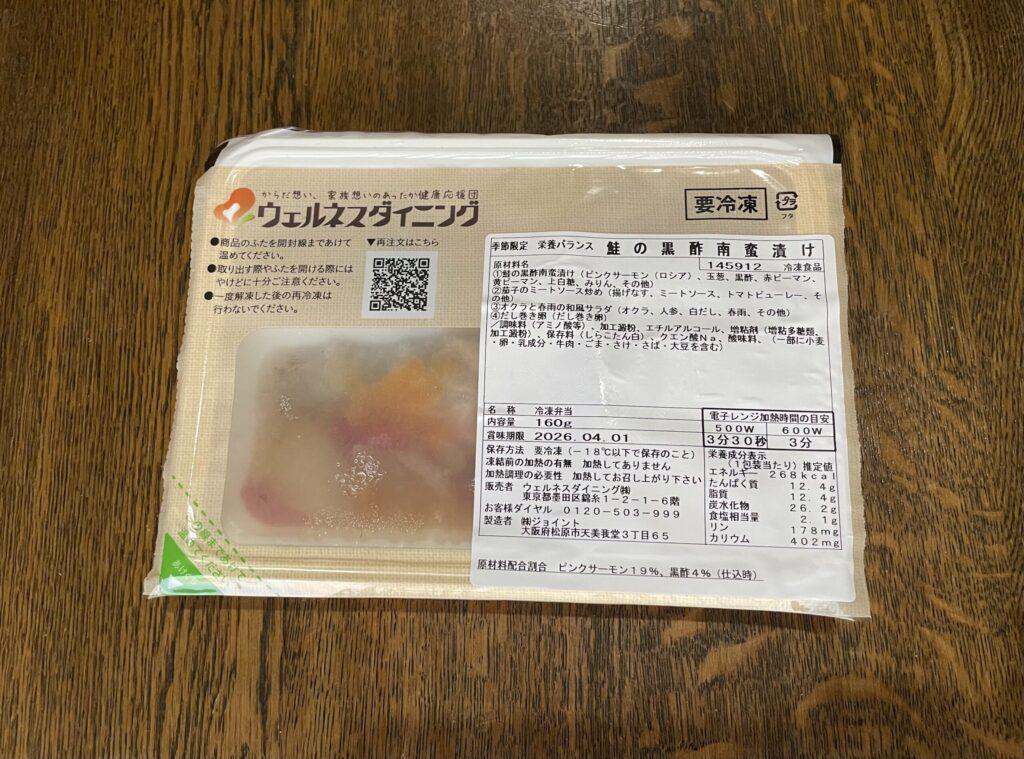 からだ想い、家族想いのあったか健康応援団
ウェルネスダイニング
要冷凍
プラ
フタ
●商品のふたを開封線まであけて
温めてください。
●取り出す際やふたを開ける際には
やけどに十分ご注意ください。
●一度解凍した後の再冷凍は
行わないでください。
▼再注文はこちら
季節限定 栄養バランス 鮭の黒酢南蛮漬け
原材料名 145912 冷凍食品
①鮭の黒酢南蛮漬け(ピンクサーモン(ロシア)、玉葱、黒酢、赤ピーマン、
黄ピーマン、上白糖、みりん、その他)
②茄子のミートソース炒め(揚げなす、ミートソース、トマトピューレー、そ
の他)
③オクラと春雨の和風サラダ(オクラ、人参、白だし、春雨、その他)
④だし巻き卵(だし巻き卵)
/調味料(アミノ酸等)、加工澱粉、エチルアルコール、増粘剤(増粘多糖類、
加工澱粉)、保存料(しらこたん白)、クエン酸Na、酸味料、(一部に小麦
・卵・乳成分・牛肉・ごま・さけ・さば・大豆を含む)
名 称 冷凍弁当
内容量 160g
賞味期限 2026.04.01
保存方法 要冷凍(-18℃以下で保存のこと)
凍結前の加熱の有無 加熱してありません
加熱調理の必要性 加熱してお召し上がり下さい
販売者 ウェルネスダイニング㈱
東京都墨田区錦糸1-2-1-6階
お客様ダイヤル 0120-503-999
製造者 ㈱ジョイント
大阪府松原市天美我堂3丁目65
電子レンジ加熱時間の目安
500W 600W
3分30秒 3分
栄養成分表示
(1包装当たり)推定値
エネルギー 268kcal
たんぱく質 12.4g
脂質 12.4g
炭水化物 26.2g
食塩相当量 2.1g
リン 178mg
カリウム 402mg
原材料配合割合 ピンクサーモン19%、黒酢4%(仕込時)